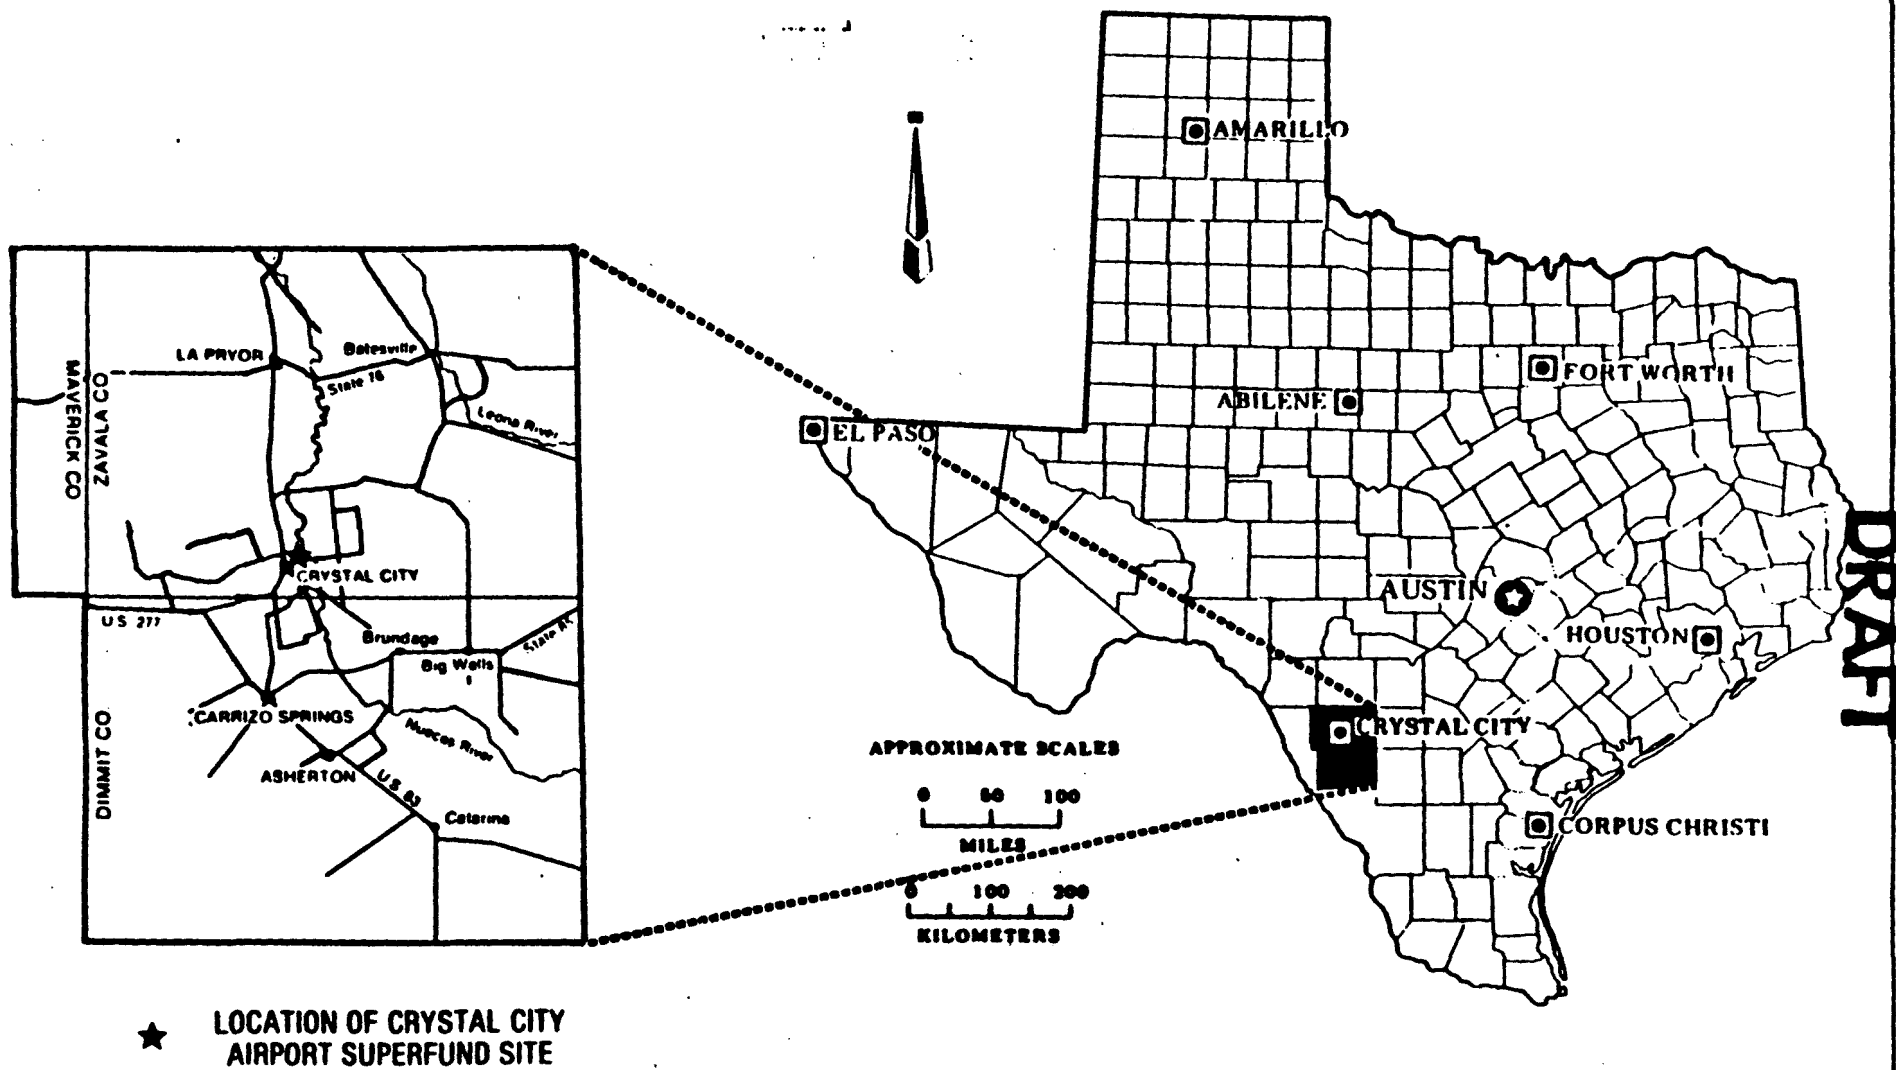 AMARILLO
FORT WORTH
ABILENE
EL PASO
AUSTIN
HOUSTON
CRYSTAL CITY
CORPUS CHRISTI
DRAFT
LA PRYOR
Batesville
State 76
Leona River
MAVERICK CO
ZAVALA CO
CRYSTAL CITY
US 277
Brundage
Big Wells
CARRIZO SPRINGS
Nueces River
ASHERTON
US 83
Catarina
DIMMIT CO
APPROXIMATE SCALES
0 50 100
MILES
0 100 200
KILOMETERS
LOCATION OF CRYSTAL CITY
AIRPORT SUPERFUND SITE